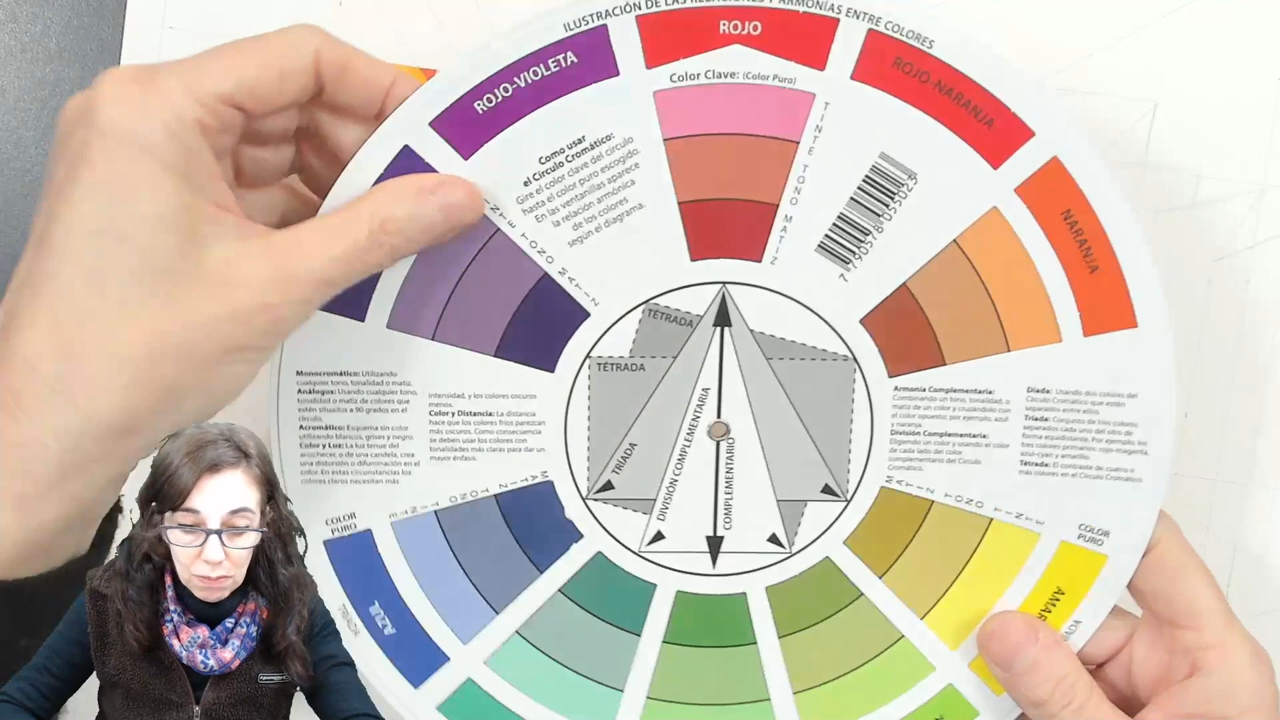 ILUSTRACIÓN DE LAS RELACIONES Y ARMONÍAS ENTRE COLORES
ROJO
ROJO-VIOLETA
ROJO-NARANJA
NARANJA
Color Clave: (Color Puro)
TINTE TONO MATIZ
Como usar
el Círculo Cromático:
Gire el color clave del círculo
hasta el color puro escogido.
En las ventanillas aparece
la relación armónica
de los colores
según el diagrama.
7 790578 035023
TONO MATIZ
TÉTRADA
TÉTRADA
TRÍADA
DIVISIÓN COMPLEMENTARIA
COMPLEMENTARIO
Monocromático: Utilizando
cualquier tono, tonalidad o matiz.
Análogos: Usando cualquier tono,
tonalidad o matiz de colores que
estén situados a 90 grados en el
círculo.
Acromático: Esquema sin color
utilizando blancos, grises y negro.
Color y Luz: La luz tenue del
anochecer, o de una candela, crea
una distorsión o difuminación en el
color. En estas circunstancias los
colores claros necesitan más
intensidad, y los colores oscuros
menos.
Color y Distancia: La distancia
hace que los colores fríos parezcan
más oscuros. Como consecuencia
se deben usar los colores con
tonalidades más claras para dar un
mayor énfasis.
Armonía Complementaria:
Combinando un tono, tonalidad, o
matiz de un color y cruzándolo con
el color opuesto, por ejemplo, azul
y naranja.
División Complementaria:
Eligiendo un color y usando el color
de cada lado del color
complementario del Círculo
Cromático.
Díada: Usando dos colores del
Círculo Cromático que estén
separados entre ellos.
Tríada: Conjunto de tres colores
separados cada uno del otro de
forma equidistante. Por ejemplo, los
tres colores primarios: rojo-magenta,
azul-cyan y amarillo.
Tétrada: El contraste de cuatro o
más colores en el Círculo Cromático
MATIZ TONO TINTE
MATIZ TONO TINTE
COLOR
PURO
AZUL
COLOR
PURO